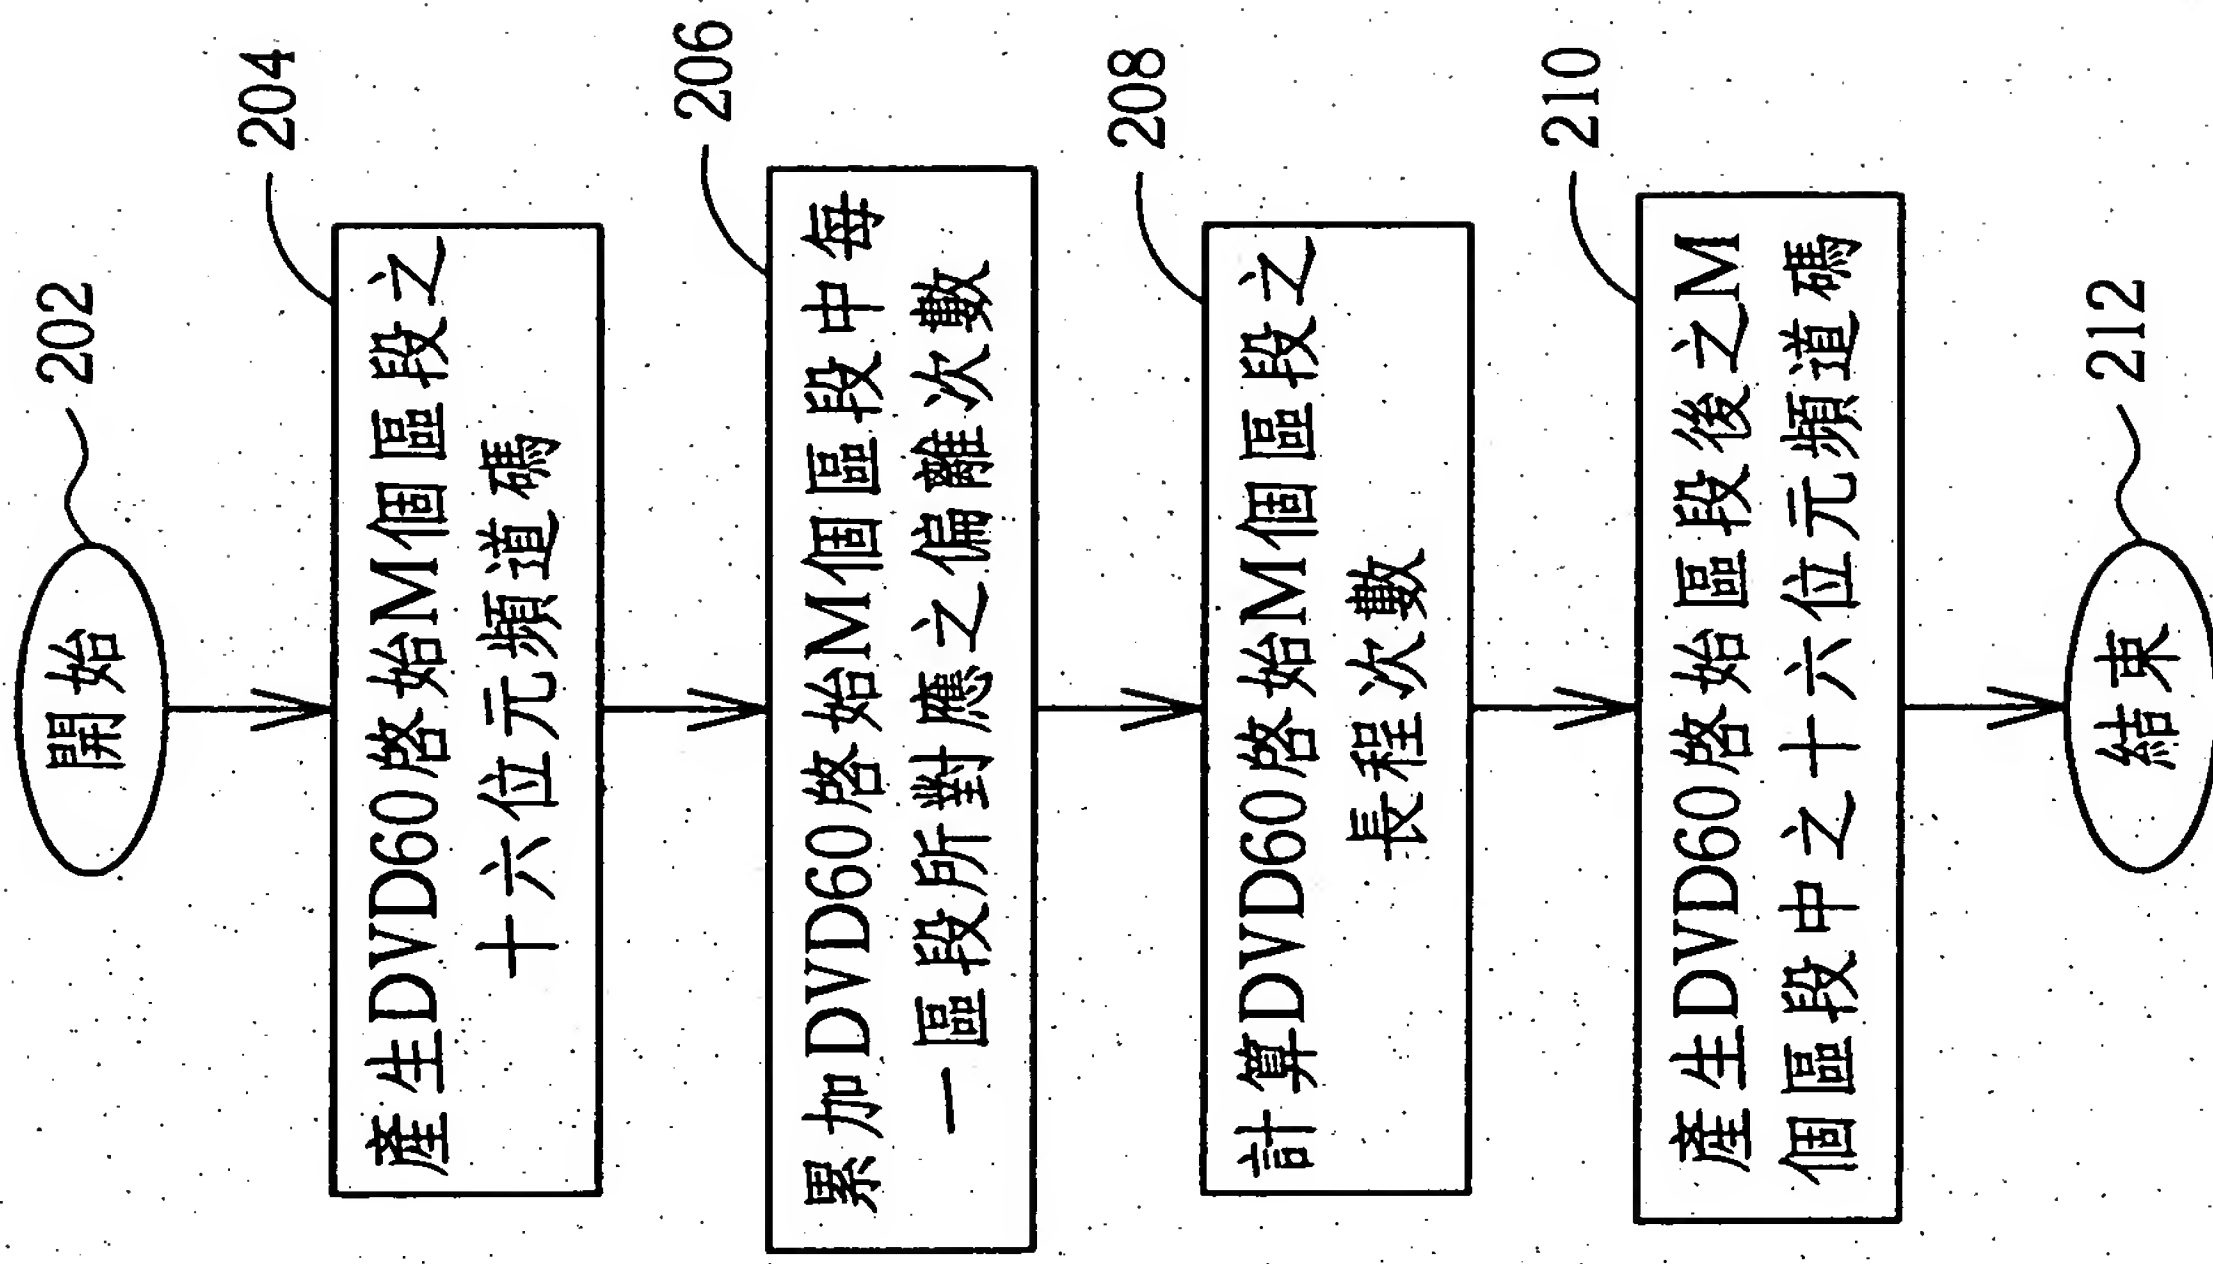 開始
202
204
產生DVD60啓始M個區段之
十六位元頻道碼
206
累加DVD60啓始M個區段中每
一區段所對應之偏離次數
208
計算DVD60啓始M個區段之
長程次數
210
產生DVD60啓始區段後之M
個區段中之十六位元頻道碼
結束
212